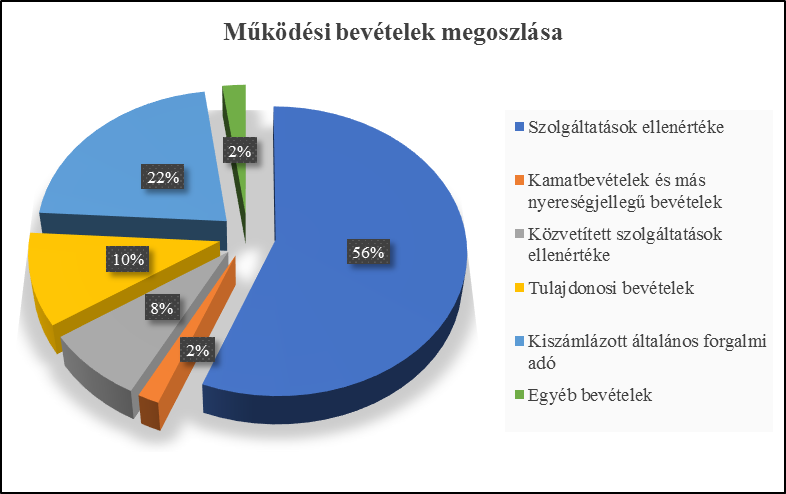 Működési bevételek megoszlása
2%
22%
56%
10%
8%
2%
Szolgáltatások ellenértéke
Kamatbevételek és más
nyereségjellegű bevételek
Közvetített szolgáltatások
ellenértéke
Tulajdonosi bevételek
Kiszámlázott általános forgalmi
adó
Egyéb bevételek